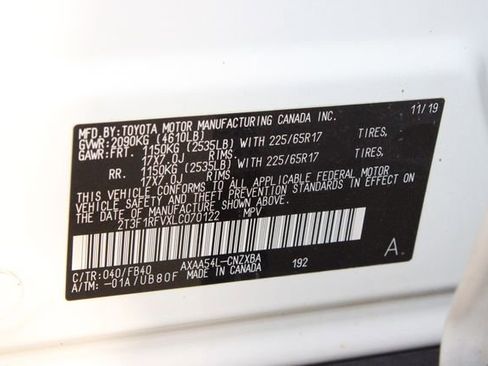 MFD.BY: TOYOTA MOTOR MANUFACTURING CANADA INC. 11/19
GVWR: 2090KG (4610LB)
GAWR: FRT. 1150KG (2535LB) WITH 225/65R17 TIRES,
17X7.0J RIMS.
RR. 1150KG (2535LB) WITH 225/65R17 TIRES,
17X7.0J RIMS.
THIS VEHICLE CONFORMS TO ALL APPLICABLE FEDERAL MOTOR
VEHICLE SAFETY STANDARDS IN EFFECT ON THE
DATE OF MANUFACTURE SHOWN ABOVE.
2T3F1RFVXLC070122 MPV
C/TR: 040/FB40 AXAA54L-CNZXBA A
A/TM: -01A/UB80F MADE IN CANADA 192